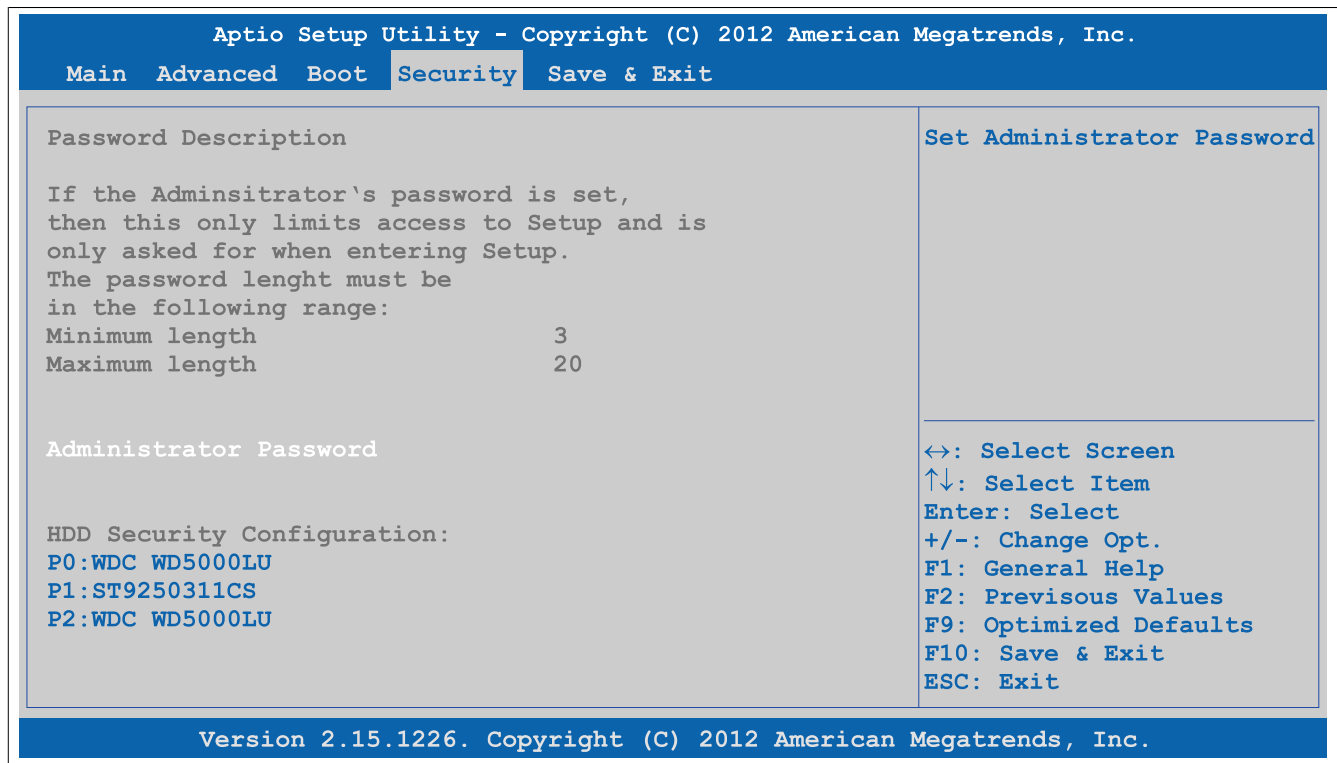 Aptio Setup Utility - Copyright (C) 2012 American Megatrends, Inc.
Main Advanced Boot Security Save & Exit
Password Description
If the Adminsitrator‘s password is set,
then this only limits access to Setup and is
only asked for when entering Setup.
The password lenght must be
in the following range:
Minimum length 3
Maximum length 20
Administrator Password
HDD Security Configuration:
P0:WDC WD5000LU
P1:ST9250311CS
P2:WDC WD5000LU
Set Administrator Password
↔: Select Screen
↑↓: Select Item
Enter: Select
+/-: Change Opt.
F1: General Help
F2: Previsous Values
F9: Optimized Defaults
F10: Save & Exit
ESC: Exit
Version 2.15.1226. Copyright (C) 2012 American Megatrends, Inc.